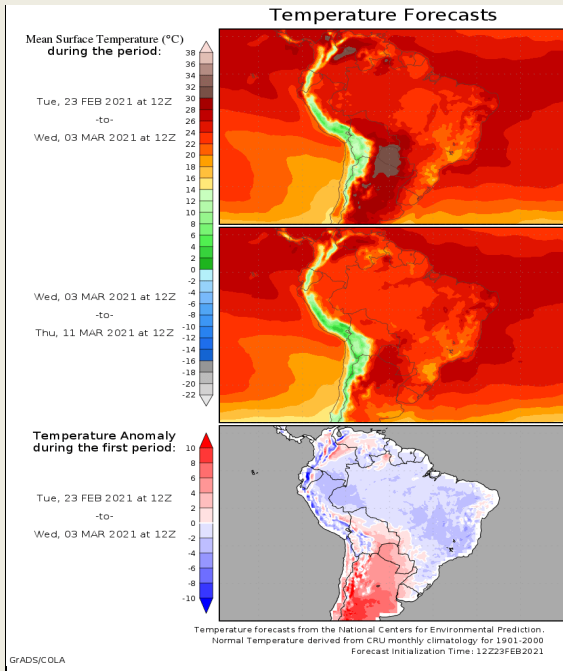 Temperature Forecasts
Mean Surface Temperature (°C)
during the period:
Tue, 23 FEB 2021 at 12Z
-to-
Wed, 03 MAR 2021 at 12Z
38
36
34
32
30
28
26
24
22
20
18
16
14
12
10
8
6
4
2
0
-2
-4
-6
-8
-10
-12
-14
-16
-18
-20
-22
Wed, 03 MAR 2021 at 12Z
-to-
Thu, 11 MAR 2021 at 12Z
Temperature Anomaly
during the first period:
Tue, 23 FEB 2021 at 12Z
-to-
Wed, 03 MAR 2021 at 12Z
10
8
6
4
2
0
-2
-4
-6
-8
-10
Temperature forecasts from the National Centers for Environmental Prediction.
Normal Temperature derived from CRU monthly climatology for 1901-2000
Forecast Initialization Time: 12Z23FEB2021
GrADS/COLA